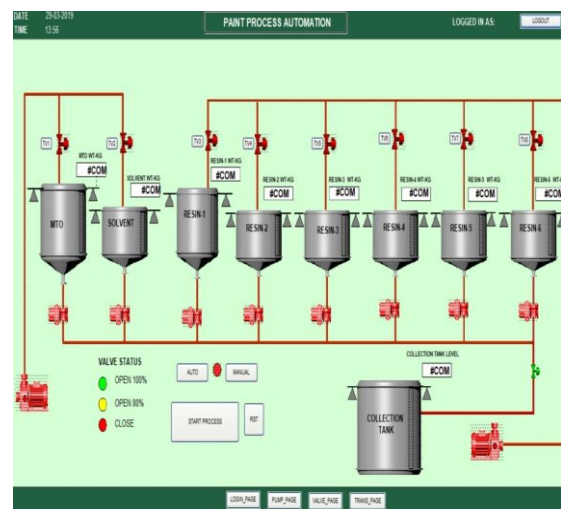 DATE 29-03-2019
TIME 13:56
PAINT PROCESS AUTOMATION
LOGGED IN AS:
LOGOUT
TV1
TV2
TV3
TV4
TV5
TV6
TV7
TV8
MTO WT-KG
#COM
SOLVENT WT-KG
#COM
RESIN-1 WT-KG
#COM
RESIN-2 WT-KG
#COM
RESIN-3 WT-KG
#COM
RESIN-4 WT-KG
#COM
RESIN-5 WT-KG
#COM
RESIN-6 WT-K
#COM
MTO
SOLVENT
RESIN-1
RESIN-2
RESIN-3
RESIN-4
RESIN-5
RESIN-6
VALVE STATUS
OPEN 100%
OPEN 80%
CLOSE
AUTO
MANUAL
START PROCESS
COLLECTION TANK LEVEL
#COM
COLLECTION
TANK
LOGIN_PAGE
PUMP_PAGE
VALVE_PAGE
TRANS_PAGE